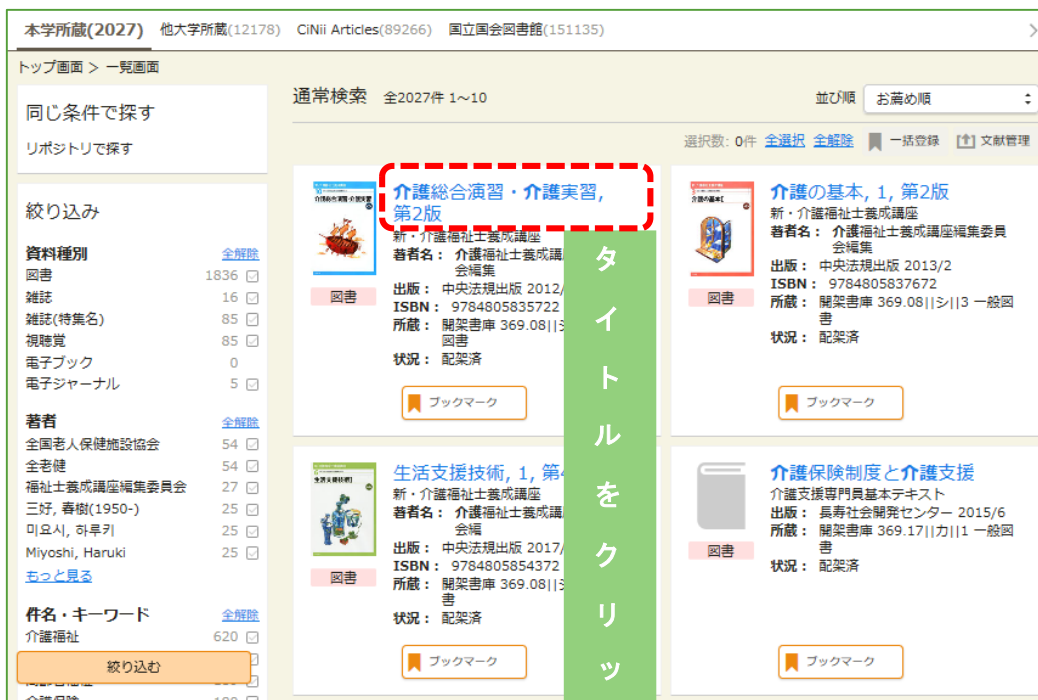 本学所蔵(2027) 他大学所蔵(12178) CiNii Articles(89266) 国立国会図書館(151135)
トップ画面 > 一覧画面
同じ条件で探す
リポジトリで探す
絞り込み
資料種別 全解除
図書 1836
雑誌 16
雑誌(特集名) 85
視聴覚 85
電子ブック 0
電子ジャーナル 5
著者 全解除
全国老人保健施設協会 54
全老健 54
福祉士養成講座編集委員会 27
三好, 春樹(1950-) 25
미요시, 하루키 25
Miyoshi, Haruki 25
もっと見る
件名・キーワード 全解除
介護福祉 620
絞り込む
通常検索 全2027件 1～10
並び順 お薦め順
選択数: 0件 全選択 全解除 一括登録 文献管理
介護総合演習・介護実習,
第2版
新・介護福祉士養成講座
著者名： 介護福祉士養成講
会編集
出版： 中央法規出版 2012/
ISBN： 9784805835722
所蔵： 開架書庫 369.08||
図書
状況： 配架済
図書
ブックマーク
介護の基本, 1, 第2版
新・介護福祉士養成講座
著者名： 介護福祉士養成講座編集委員
会編集
出版： 中央法規出版 2013/2
ISBN： 9784805837672
所蔵： 開架書庫 369.08||シ||3 一般図
書
状況： 配架済
図書
ブックマーク
生活支援技術, 1, 第
新・介護福祉士養成講座
著者名： 介護福祉士養成講
会編
出版： 中央法規出版 2017/
ISBN： 9784805854372
所蔵： 開架書庫 369.08||
書
状況： 配架済
図書
ブックマーク
介護保険制度と介護支援
介護支援専門員基本テキスト
出版： 長寿社会開発センター 2015/6
所蔵： 開架書庫 369.17||カ||1 一般図
書
状況： 配架済
図書
ブックマーク
タイトルをクリッ